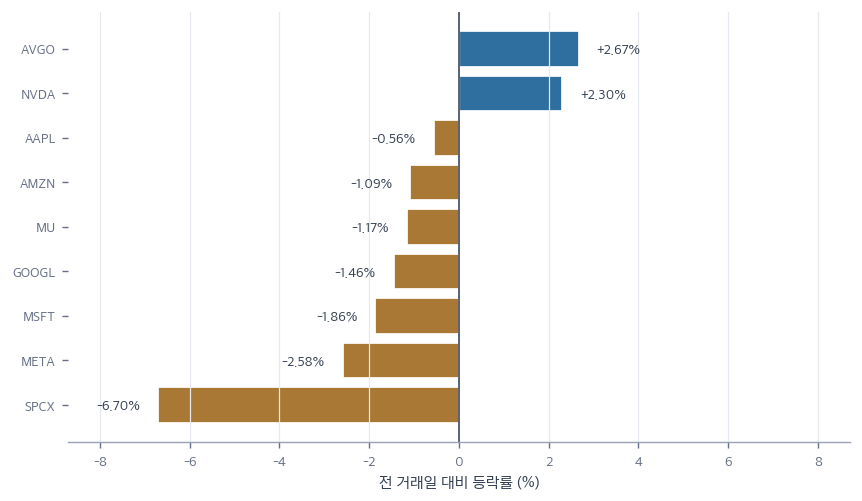 AVGO +2.67%
NVDA +2.30%
AAPL -0.56%
AMZN -1.09%
MU -1.17%
GOOGL -1.46%
MSFT -1.86%
META -2.58%
SPCX -6.70%
-8 -6 -4 -2 0 2 4 6 8
전 거래일 대비 등락률 (%)